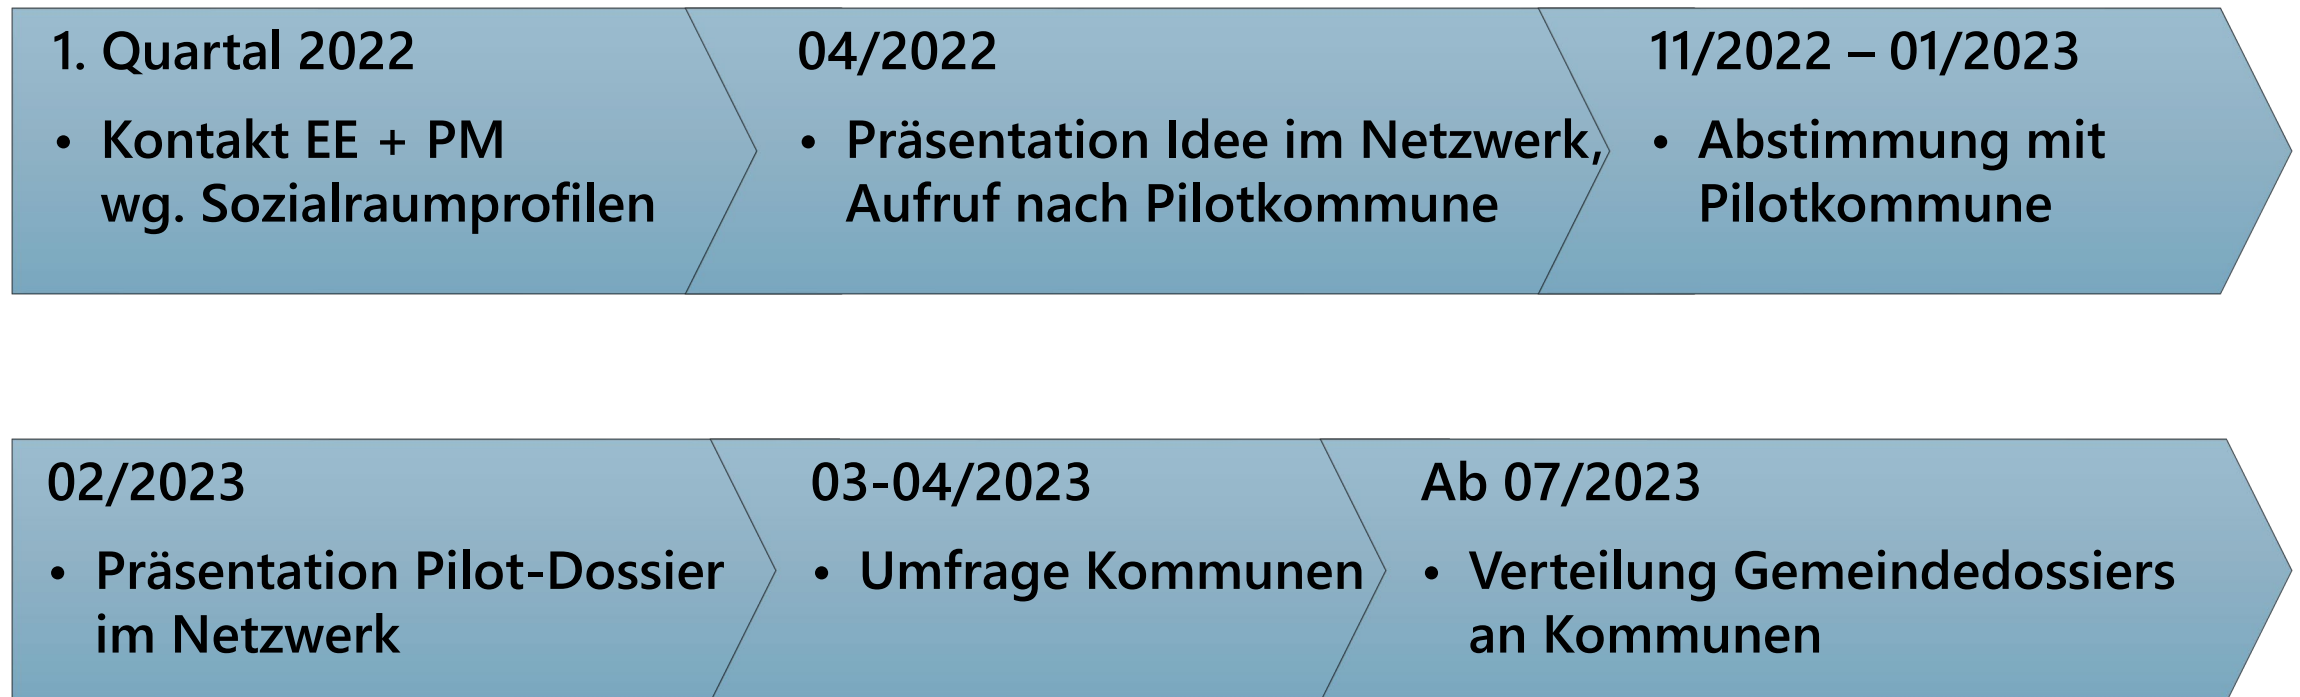 1. Quartal 2022
• Kontakt EE + PM
wg. Sozialraumprofilen
04/2022
• Präsentation Idee im Netzwerk,
Aufruf nach Pilotkommune
11/2022 – 01/2023
• Abstimmung mit
Pilotkommune
02/2023
• Präsentation Pilot-Dossier
im Netzwerk
03-04/2023
• Umfrage Kommunen
Ab 07/2023
• Verteilung Gemeindedossiers
an Kommunen